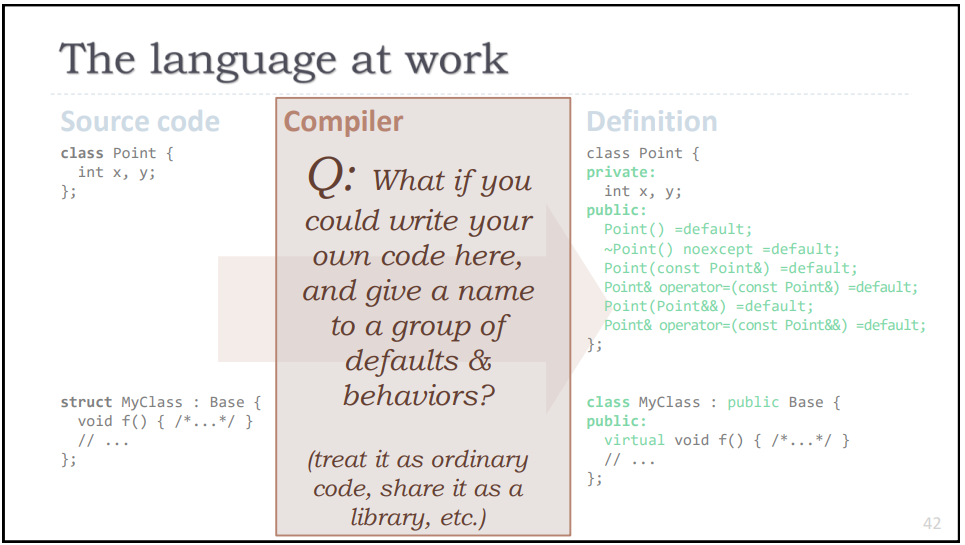 The language at work
Source code
class Point {
  int x, y;
};
struct MyClass : Base {
  void f() { /*...*/ }
  // ...
};
Compiler
Q: What if you
could write your
own code here,
and give a name
to a group of
defaults &
behaviors?
(treat it as ordinary
code, share it as a
library, etc.)
Definition
class Point {
private:
  int x, y;
public:
  Point() =default;
  ~Point() noexcept =default;
  Point(const Point&) =default;
  Point& operator=(const Point&) =default;
  Point(Point&&) =default;
  Point& operator=(const Point&&) =default;
};
class MyClass : public Base {
public:
  virtual void f() { /*...*/ }
  // ...
};
42